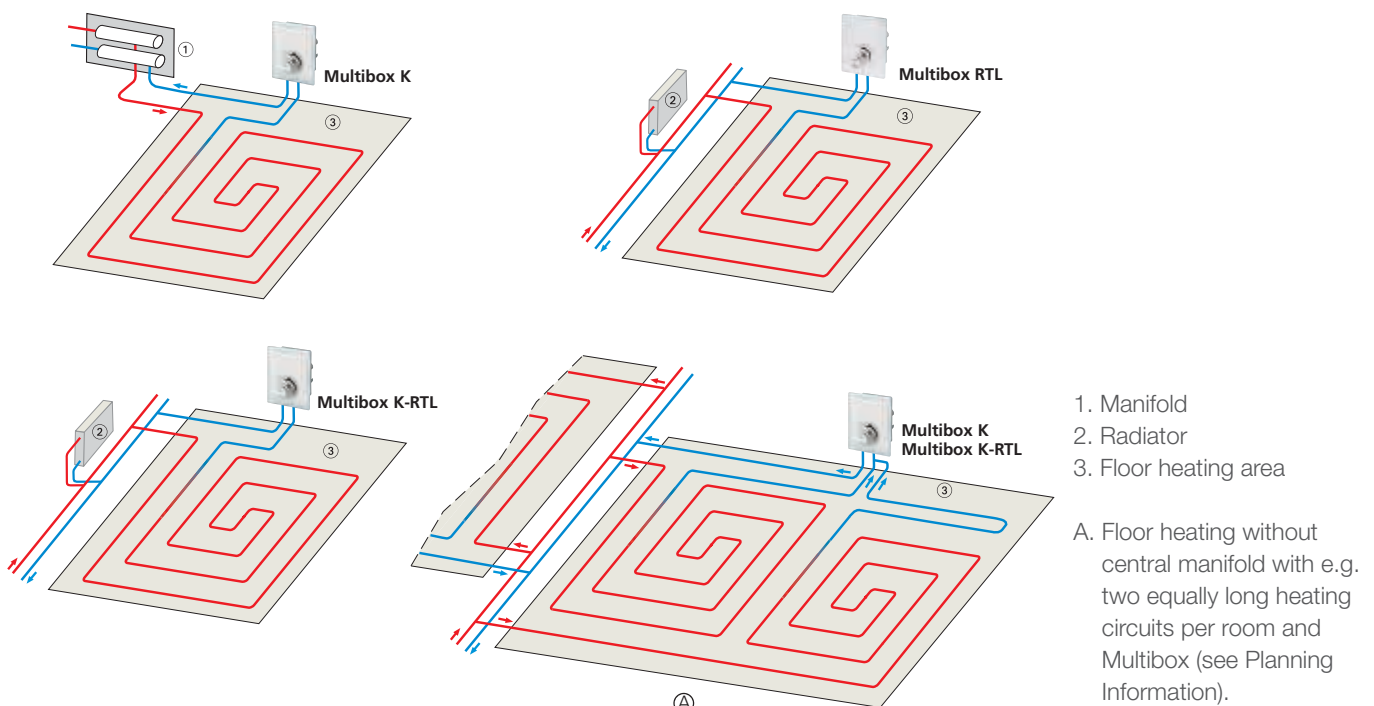 ①
Multibox K
③
Multibox RTL
②
③
Multibox K-RTL
②
③
Multibox K
Multibox K-RTL
③
Ⓐ
1. Manifold
2. Radiator
3. Floor heating area
A. Floor heating without
central manifold with e.g.
two equally long heating
circuits per room and
Multibox (see Planning
Information).